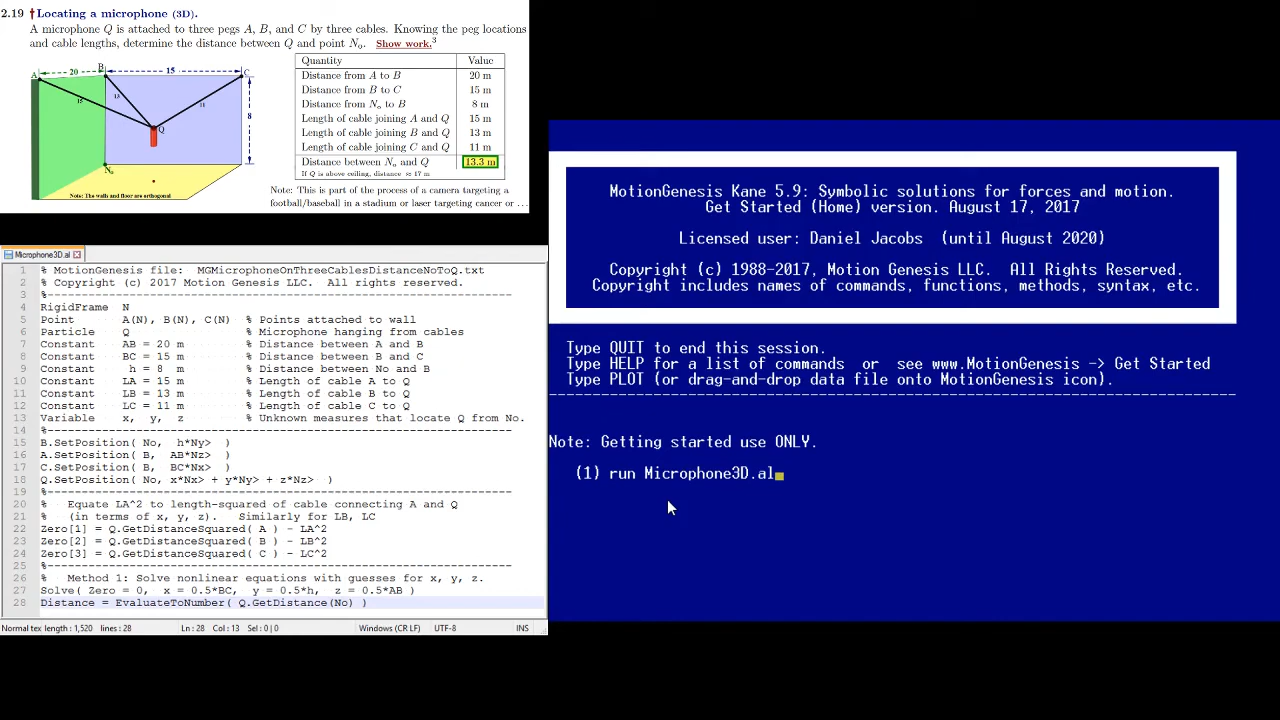 2.19 †Locating a microphone (3D).
A microphone Q is attached to three pegs A, B, and C by three cables. Knowing the peg locations
and cable lengths, determine the distance between Q and point No. Show work.3
A
20
B
15
C
15
13
11
8
Q
No
Note: The walls and floor are orthogonal
Quantity Value
Distance from A to B 20 m
Distance from B to C 15 m
Distance from No to B 8 m
Length of cable joining A and Q 15 m
Length of cable joining B and Q 13 m
Length of cable joining C and Q 11 m
Distance between No and Q 13.3 m
If Q is above ceiling, distance ≈ 17 m
Note: This is part of the process of a camera targeting a
football/baseball in a stadium or laser targeting cancer or ...
Microphone3D.al
1 % MotionGenesis file: MGMicrophoneOnThreeCablesDistanceNoToQ.txt
2 % Copyright (c) 2017 Motion Genesis LLC. All rights reserved.
3 %--------------------------------------------------------------------
4 RigidFrame N
5 Point A(N), B(N), C(N) % Points attached to wall
6 Particle Q % Microphone hanging from cables
7 Constant AB = 20 m % Distance between A and B
8 Constant BC = 15 m % Distance between B and C
9 Constant h = 8 m % Distance between No and B
10 Constant LA = 15 m % Length of cable A to Q
11 Constant LB = 13 m % Length of cable B to Q
12 Constant LC = 11 m % Length of cable C to Q
13 Variable x, y, z % Unknown measures that locate Q from No.
14 %--------------------------------------------------------------------
15 B.SetPosition( No, h*Ny> )
16 A.SetPosition( B, AB*Nz> )
17 C.SetPosition( B, BC*Nx> )
18 Q.SetPosition( No, x*Nx> + y*Ny> + z*Nz> )
19 %--------------------------------------------------------------------
20 % Equate LA^2 to length-squared of cable connecting A and Q
21 % (in terms of x, y, z). Similarly for LB, LC
22 Zero[1] = Q.GetDistanceSquared( A ) - LA^2
23 Zero[2] = Q.GetDistanceSquared( B ) - LB^2
24 Zero[3] = Q.GetDistanceSquared( C ) - LC^2
25 %--------------------------------------------------------------------
26 % Method 1: Solve nonlinear equations with guesses for x, y, z.
27 Solve( Zero = 0, x = 0.5*BC, y = 0.5*h, z = 0.5*AB )
28 Distance = EvaluateToNumber( Q.GetDistance(No) )
Normal text length : 1,520 lines : 28 Ln : 28 Col : 13 Sel : 0 | 0 Windows (CR LF) UTF-8 INS
MotionGenesis Kane 5.9: Symbolic solutions for forces and motion.
Get Started (Home) version. August 17, 2017
Licensed user: Daniel Jacobs (until August 2020)
Copyright (c) 1988-2017, Motion Genesis LLC. All Rights Reserved.
Copyright includes names of commands, functions, methods, syntax, etc.
Type QUIT to end this session.
Type HELP for a list of commands or see www.MotionGenesis -> Get Started
Type PLOT (or drag-and-drop data file onto MotionGenesis icon).
--------------------------------------------------------------------------------
Note: Getting started use ONLY.
(1) run Microphone3D.al